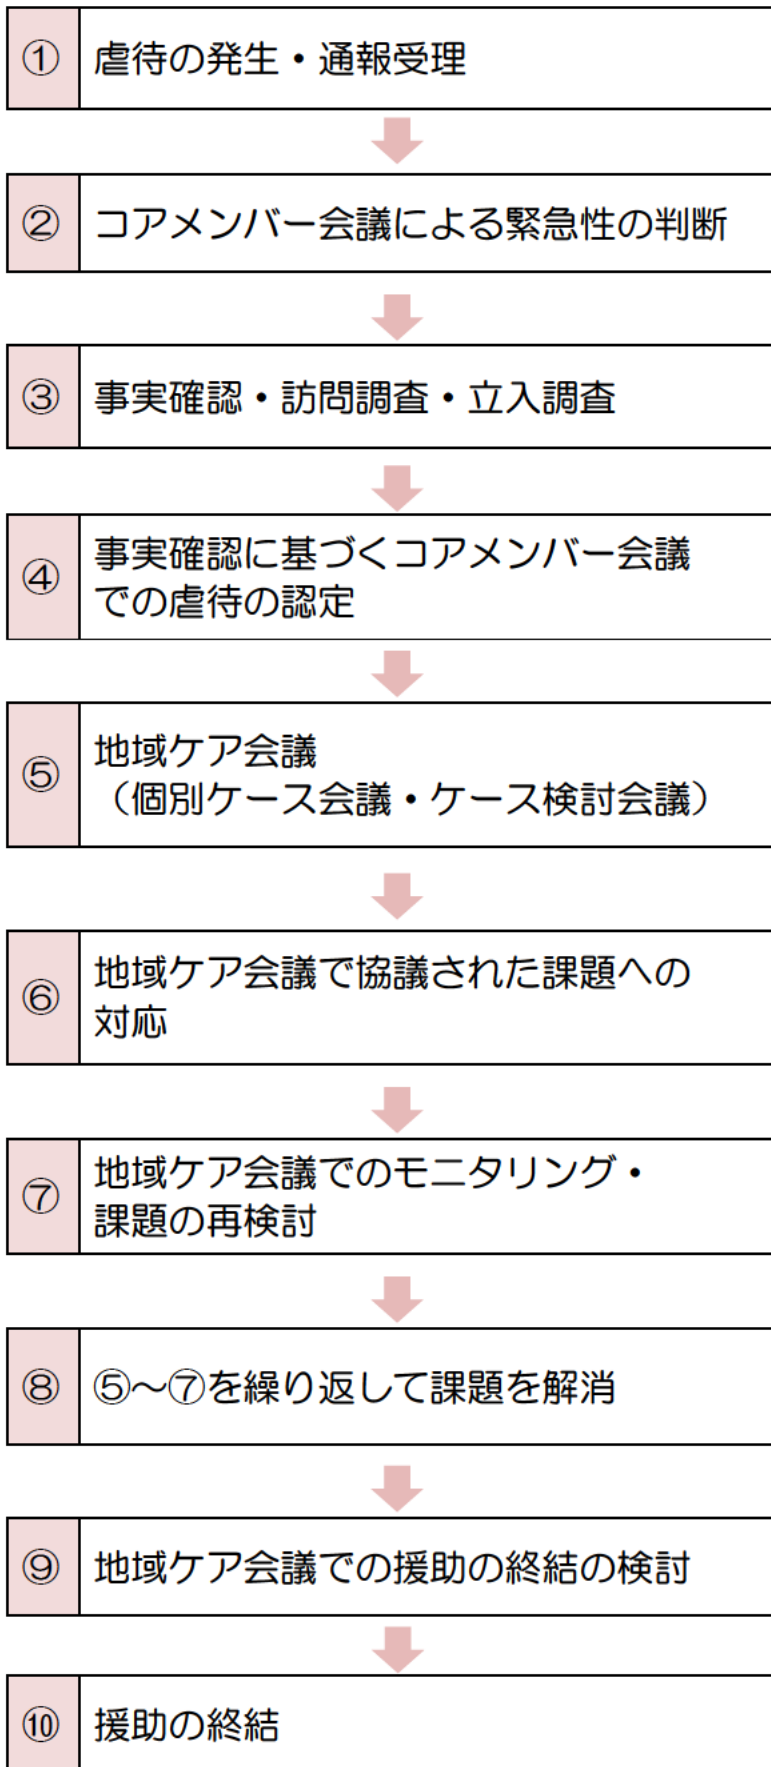 ① 虐待の発生・通報受理
② コアメンバー会議による緊急性の判断
③ 事実確認・訪問調査・立入調査
④ 事実確認に基づくコアメンバー会議
での虐待の認定
⑤ 地域ケア会議
（個別ケース会議・ケース検討会議）
⑥ 地域ケア会議で協議された課題への
対応
⑦ 地域ケア会議でのモニタリング・
課題の再検討
⑧ ⑤～⑦を繰り返して課題を解消
⑨ 地域ケア会議での援助の終結の検討
⑩ 援助の終結